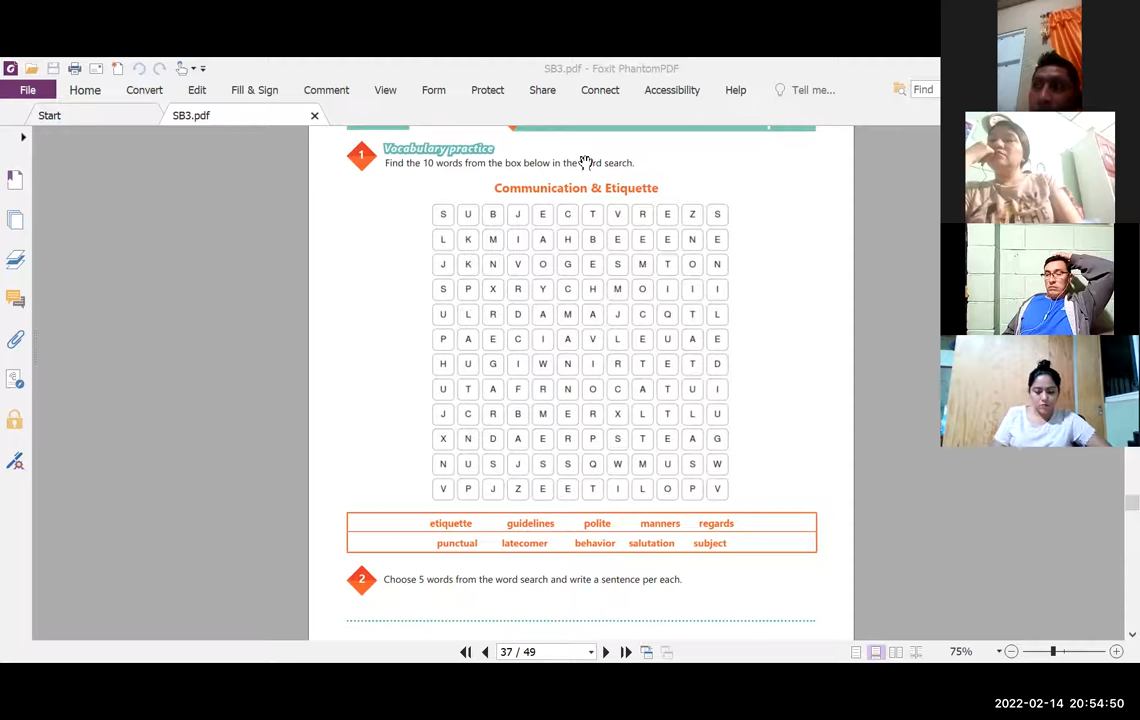 SB3.pdf - Foxit PhantomPDF
File Home Convert Edit Fill & Sign Comment View Form Protect Share Connect Accessibility Help Tell me... Find
Start SB3.pdf
1 Vocabulary practice
Find the 10 words from the box below in the word search.
Communication & Etiquette
S U B J E C T V R E Z S
L K M I A H B E E E N E
J K N V O G E S M T O N
S P X R Y C H M O I I I
U L R D A M A J C Q T L
P A E C I A V L E U A E
H U G I W N I R T E T D
U T A F R N O C A T U I
J C R B M E R X L T L U
X N D A E R P S T E A G
N U S J S S Q W M U S W
V P J Z E E T I L O P V
etiquette guidelines polite manners regards
punctual latecomer behavior salutation subject
2 Choose 5 words from the word search and write a sentence per each.
37 / 49
75%
2022-02-14 20:54:50